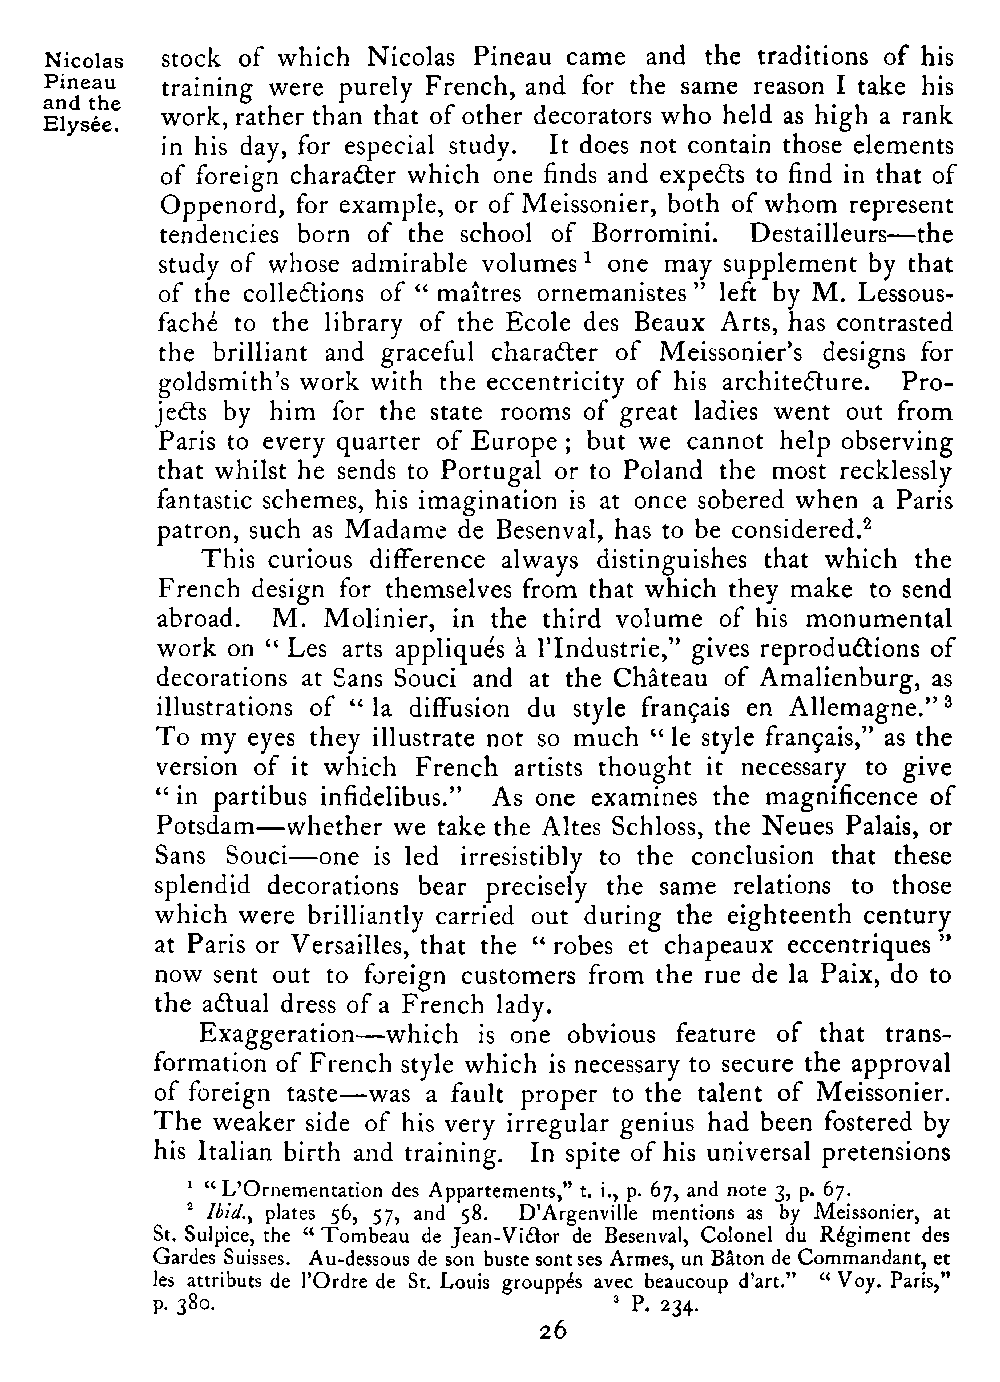 Nicolas
Pineau
and the
Elysée.
stock of which Nicolas Pineau came and the traditions of his
training were purely French, and for the same reason I take his
work, rather than that of other decorators who held as high a rank
in his day, for especial study. It does not contain those elements
of foreign character which one finds and expects to find in that of
Oppenord, for example, or of Meissonier, both of whom represent
tendencies born of the school of Borromini. Destailleurs—the
study of whose admirable volumes ¹ one may supplement by that
of the collections of “ maîtres ornemanistes ” left by M. Lessous-
faché to the library of the Ecole des Beaux Arts, has contrasted
the brilliant and graceful character of Meissonier’s designs for
goldsmith’s work with the eccentricity of his architecture. Pro-
jects by him for the state rooms of great ladies went out from
Paris to every quarter of Europe ; but we cannot help observing
that whilst he sends to Portugal or to Poland the most recklessly
fantastic schemes, his imagination is at once sobered when a Paris
patron, such as Madame de Besenval, has to be considered.²
This curious difference always distinguishes that which the
French design for themselves from that which they make to send
abroad. M. Molinier, in the third volume of his monumental
work on “ Les arts appliqués à l’Industrie,” gives reproductions of
decorations at Sans Souci and at the Château of Amalienburg, as
illustrations of “ la diffusion du style français en Allemagne.” ³
To my eyes they illustrate not so much “ le style français,” as the
version of it which French artists thought it necessary to give
“ in partibus infidelibus.” As one examines the magnificence of
Potsdam—whether we take the Altes Schloss, the Neues Palais, or
Sans Souci—one is led irresistibly to the conclusion that these
splendid decorations bear precisely the same relations to those
which were brilliantly carried out during the eighteenth century
at Paris or Versailles, that the “ robes et chapeaux eccentriques ”
now sent out to foreign customers from the rue de la Paix, do to
the actual dress of a French lady.
Exaggeration—which is one obvious feature of that trans-
formation of French style which is necessary to secure the approval
of foreign taste—was a fault proper to the talent of Meissonier.
The weaker side of his very irregular genius had been fostered by
his Italian birth and training. In spite of his universal pretensions
¹ “ L’Ornementation des Appartements,” t. i., p. 67, and note 3, p. 67.
² Ibid., plates 56, 57, and 58. D’Argenville mentions as by Meissonier, at
St. Sulpice, the “ Tombeau de Jean-Victor de Besenval, Colonel du Régiment des
Gardes Suisses. Au-dessous de son buste sont ses Armes, un Bâton de Commandant, et
les attributs de l’Ordre de St. Louis grouppés avec beaucoup d’art.” “ Voy. Paris,”
p. 380. ³ P. 234.
26